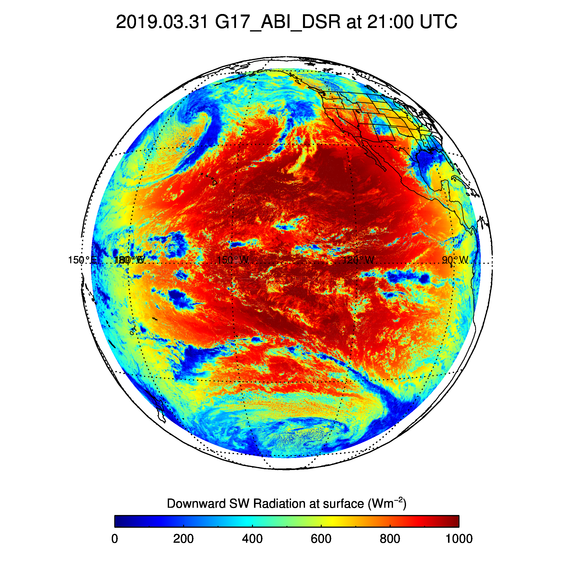 2019.03.31 G17_ABI_DSR at 21:00 UTC
150° E 180° W 150° W 120° W 90° W
Downward SW Radiation at surface (Wm⁻²)
0 200 400 600 800 1000